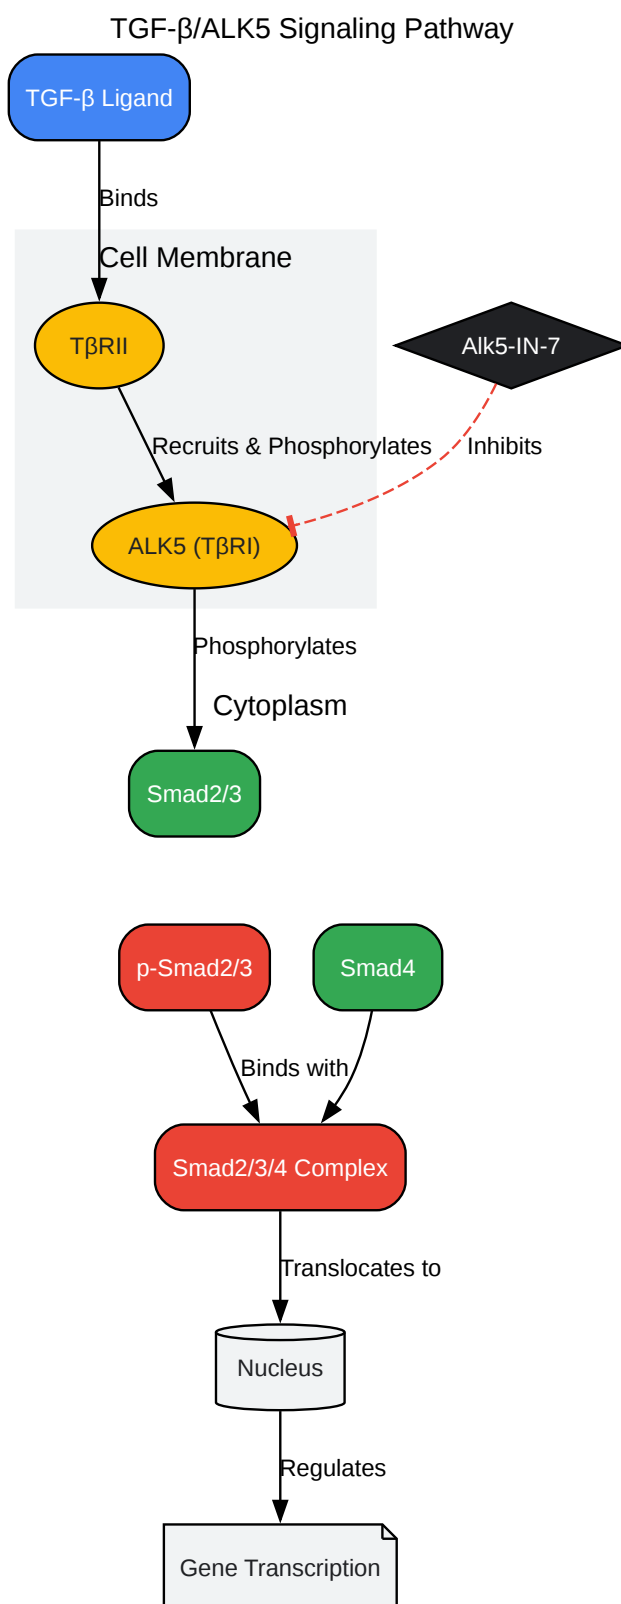 TGF-β/ALK5 Signaling Pathway
TGF-β Ligand
Binds
Cell Membrane
TβRII
Alk5-IN-7
Recruits & Phosphorylates
Inhibits
ALK5 (TβRI)
Phosphorylates
Cytoplasm
Smad2/3
p-Smad2/3
Smad4
Binds with
Smad2/3/4 Complex
Translocates to
Nucleus
Regulates
Gene Transcription